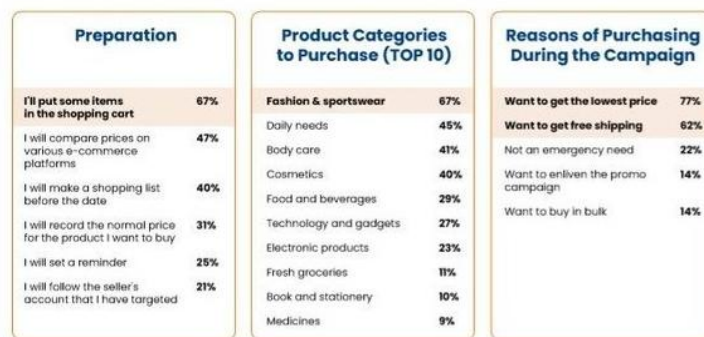 Preparation
I'll put some items 67%
in the shopping cart
I will compare prices on 47%
various e-commerce
platforms
I will make a shopping list 40%
before the date
I will record the normal price 31%
for the product I want to buy
I will set a reminder 25%
I will follow the seller's 21%
account that I have targeted
Product Categories
to Purchase (TOP 10)
Fashion & sportswear 67%
Daily needs 45%
Body care 41%
Cosmetics 40%
Food and beverages 29%
Technology and gadgets 27%
Electronic products 23%
Fresh groceries 11%
Book and stationery 10%
Medicines 9%
Reasons of Purchasing
During the Campaign
Want to get the lowest price 77%
Want to get free shipping 62%
Not an emergency need 22%
Want to enliven the promo 14%
campaign
Want to buy in bulk 14%